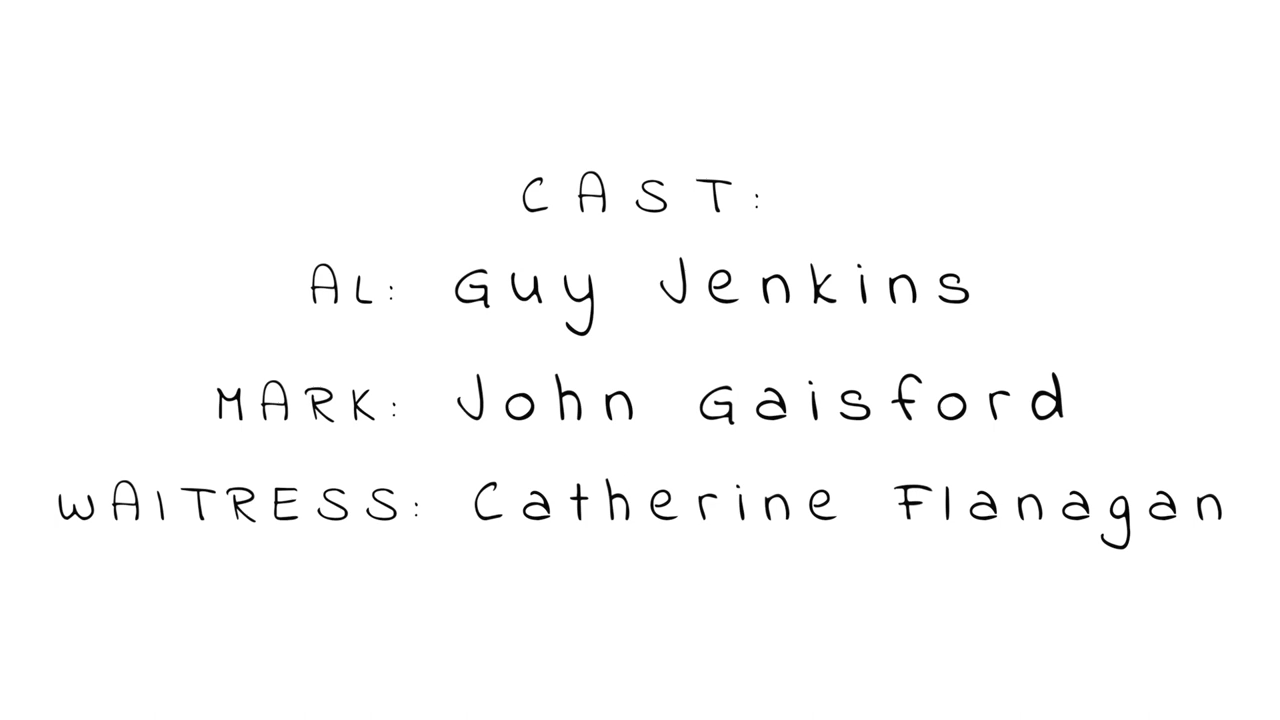 CAST:
AL: Guy Jenkins
MARK: John Gaisford
WAITRESS: Catherine Flanagan